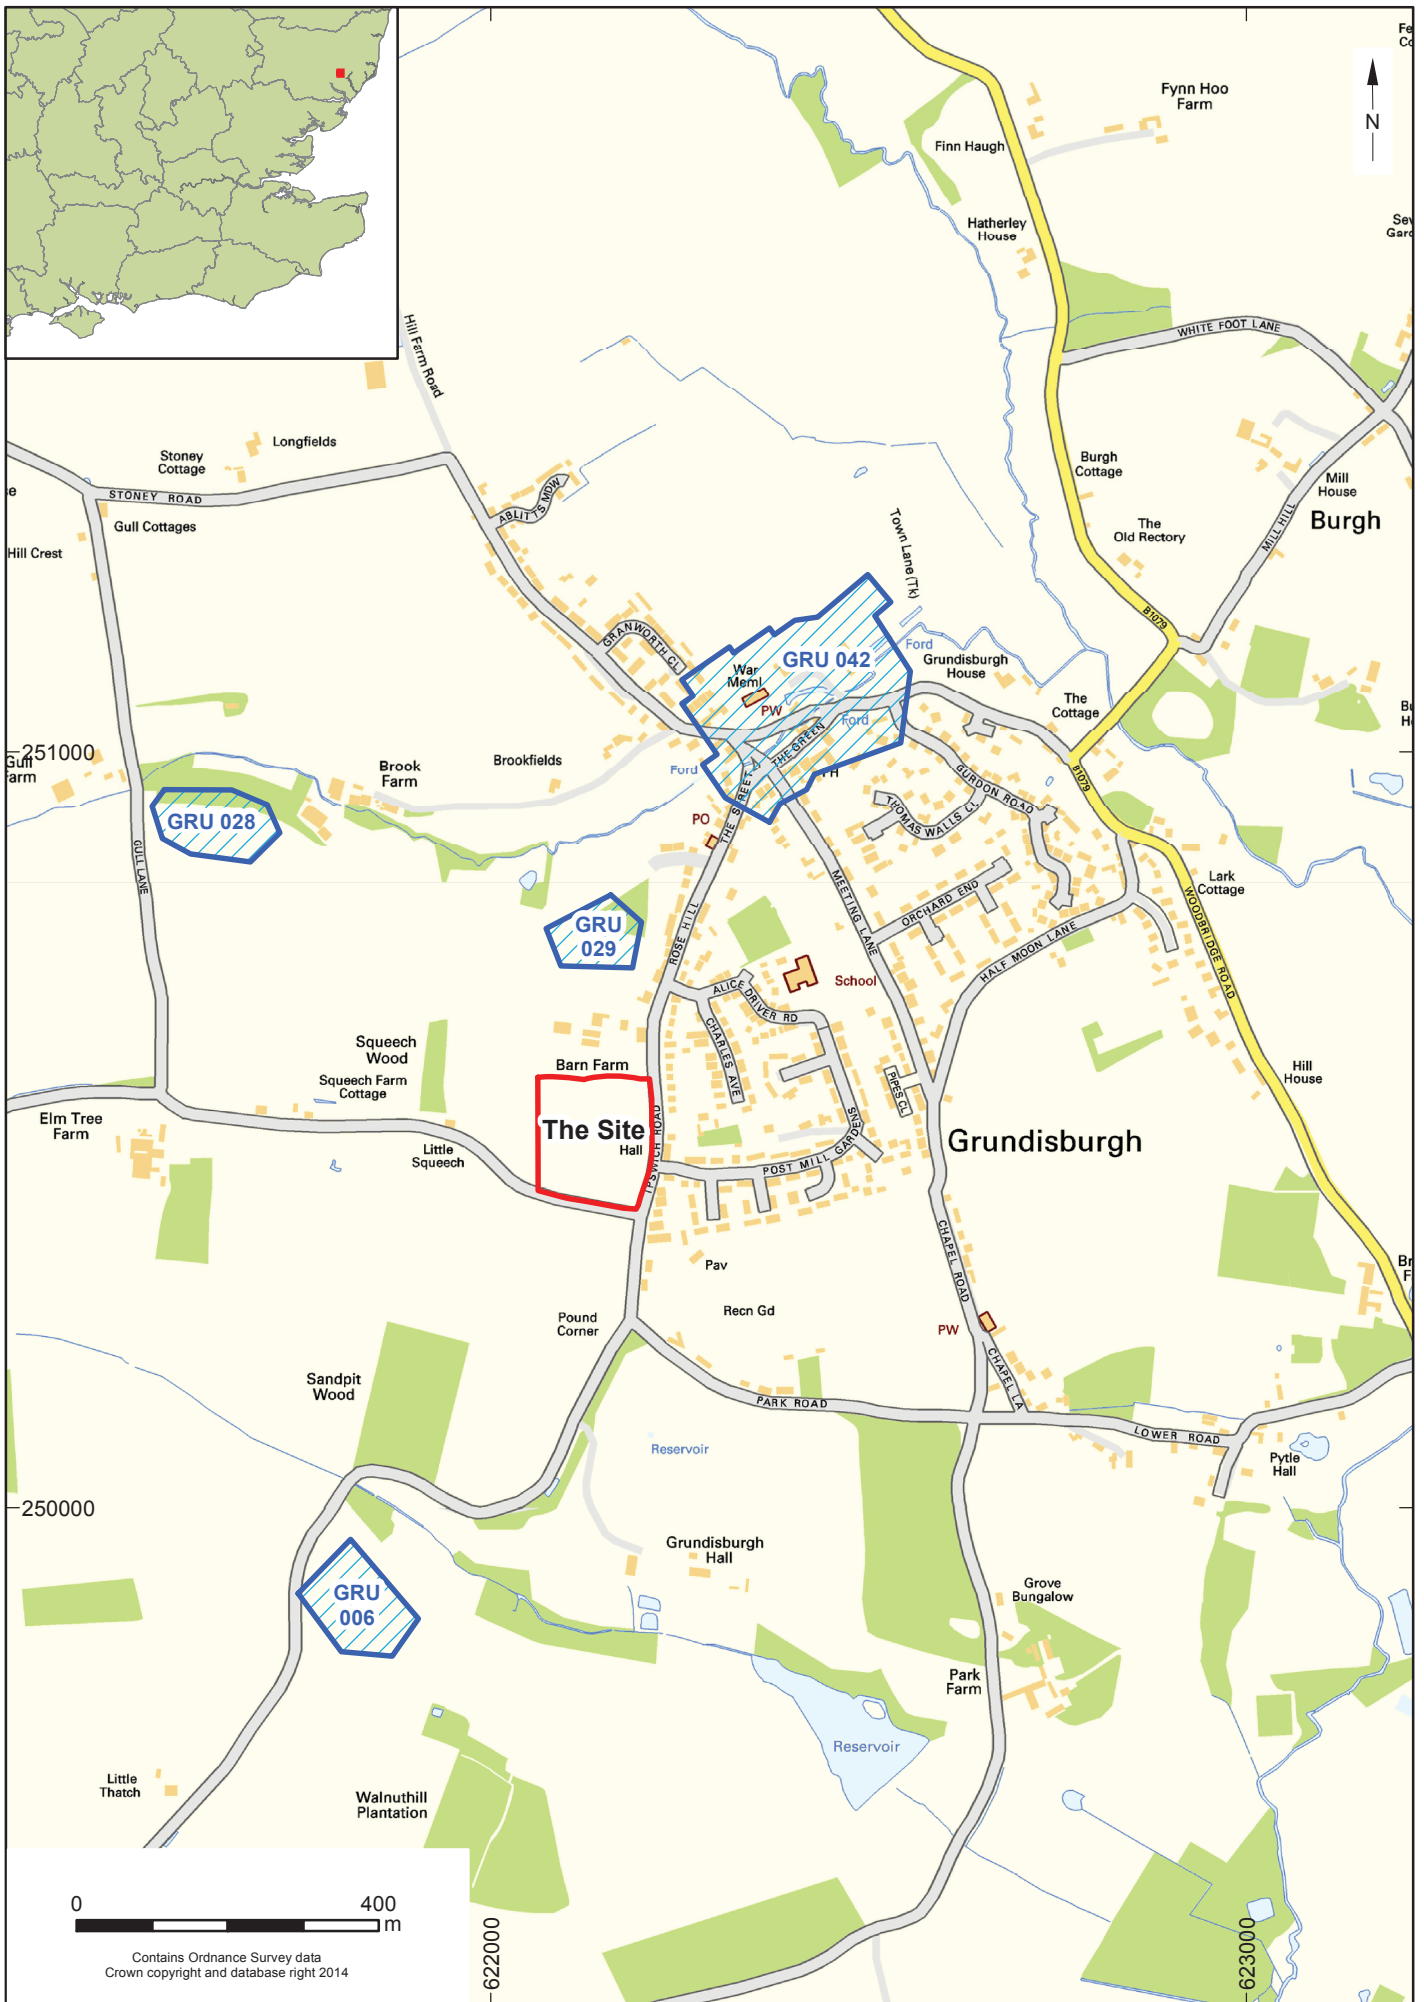 N
Fynn Hoo
Farm
Finn Haugh
Hatherley
House
WHITE FOOT LANE
Hill Farm Road
Longfields
Stoney
Cottage
STONEY ROAD
Gull Cottages
Hill Crest
ABLITTS MDW
Burgh
Cottage
Mill
House
MILL HILL
Burgh
The
Old Rectory
Town Lane (Tk)
B1079
GRANWORTH CL
War
Meml
GRU 042
PW
Ford
Ford
Grundisburgh
House
The
Cottage
THE GREEN
251000
Gull
Farm
Brook
Farm
Brookfields
Ford
THE STREET
PH
B1079
GURDON ROAD
THOMAS WALLS CL
GRU 028
PO
GULL LANE
MEETING LANE
ORCHARD END
Lark
Cottage
WOODBRIDGE ROAD
HALF MOON LANE
GRU
029
ROSE HILL
School
ALICE DRIVER RD
CHARLES AVE
Squeech
Wood
Squeech Farm
Cottage
Barn Farm
PIPES CL
Hill
House
Elm Tree
Farm
Little
Squeech
The Site
Hall
IPSWICH ROAD
POST MILL GARDENS
Grundisburgh
Pav
Recn Gd
CHAPEL ROAD
Pound
Corner
PW
CHAPEL LA
Sandpit
Wood
PARK ROAD
LOWER ROAD
Reservoir
Pytle
Hall
250000
Grundisburgh
Hall
GRU
006
Grove
Bungalow
Park
Farm
Reservoir
Little
Thatch
Walnuthill
Plantation
0
400
m
Contains Ordnance Survey data
Crown copyright and database right 2014
622000
623000